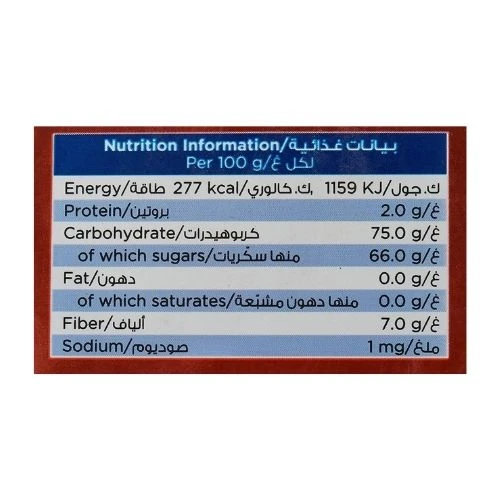 Nutrition Information/بيانات غذائية
Per 100 g/لكل غ
Energy/طاقة 277 kcal/ك.كالوري, 1159 KJ/ك.جول
Protein/بروتين 2.0 g/غ
Carbohydrate/كربوهيدرات 75.0 g/غ
of which sugars/منها سكّريات 66.0 g/غ
Fat/دهون 0.0 g/غ
of which saturates/منها دهون مشبّعة 0.0 g/غ
Fiber/ألياف 7.0 g/غ
Sodium/صوديوم 1 mg/ملغ